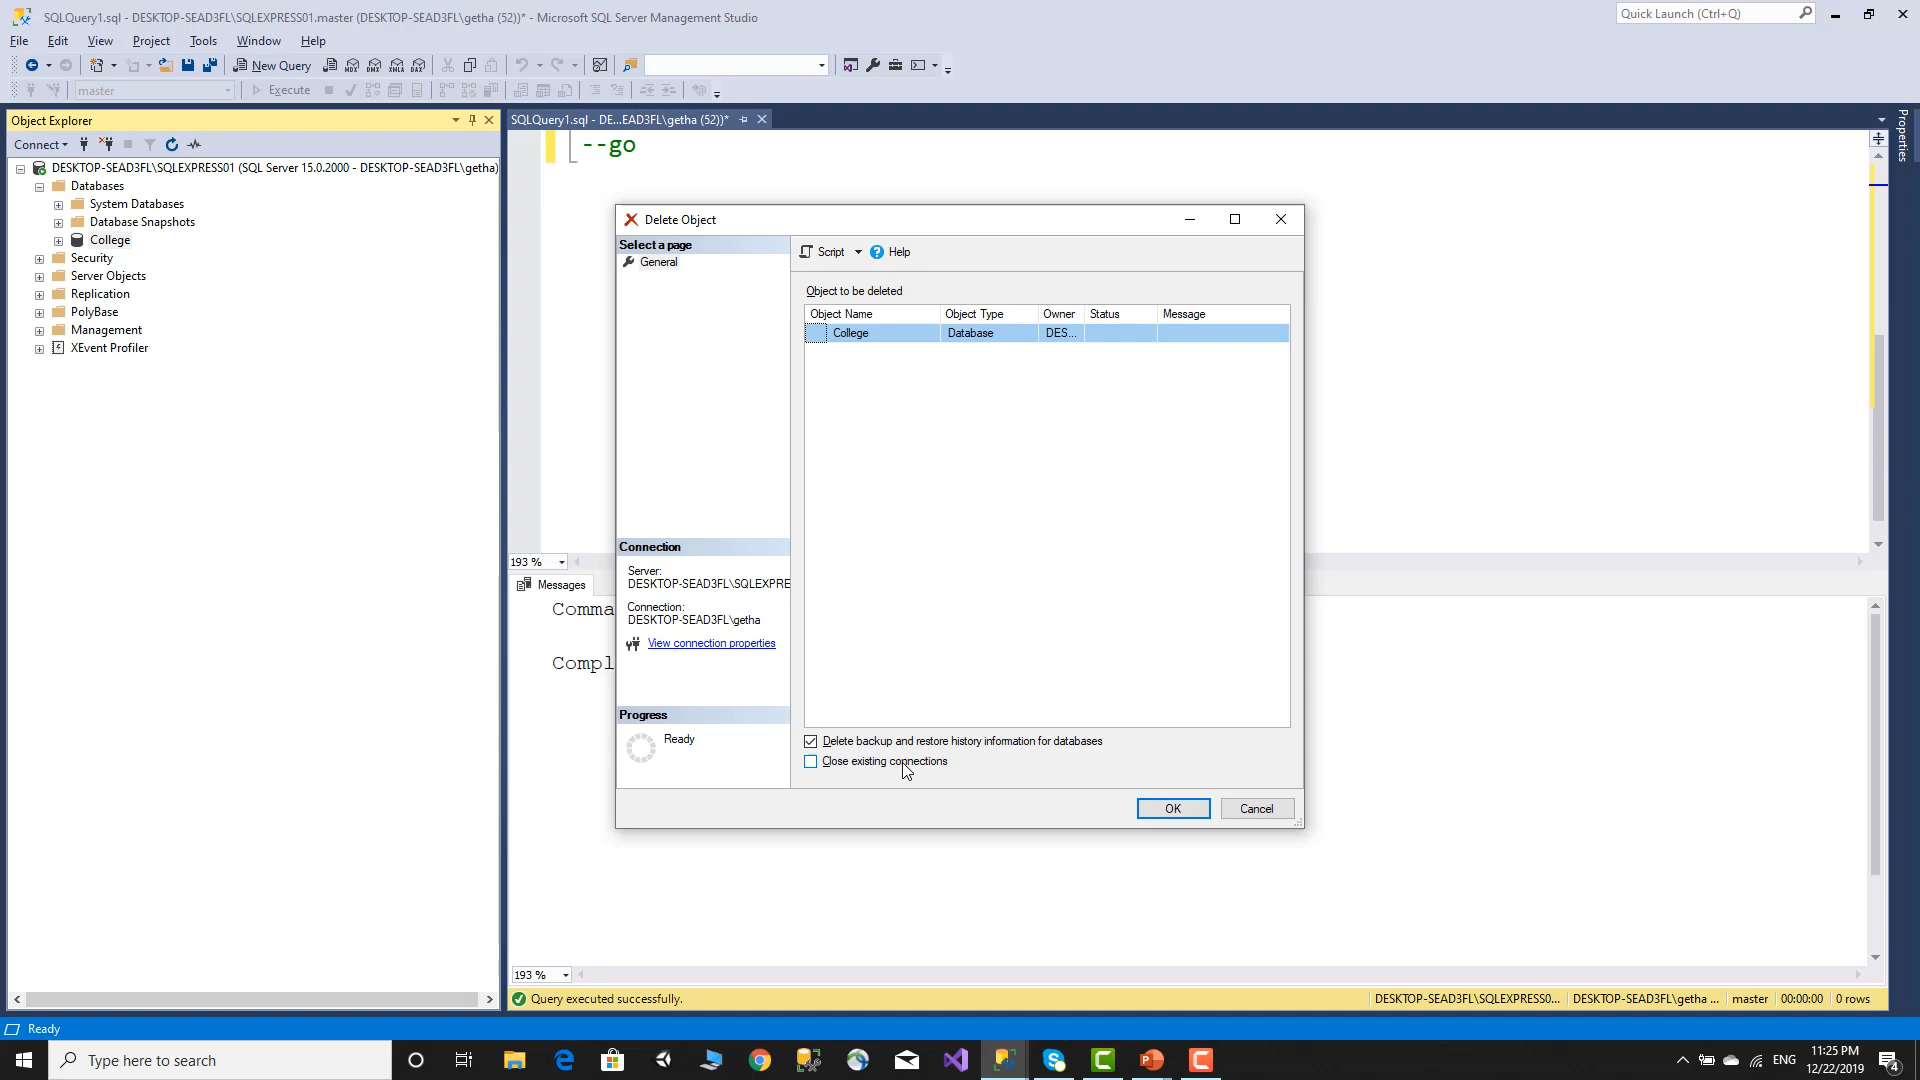 SQLQuery1.sql - DESKTOP-SEAD3FL\SQLEXPRESS01.master (DESKTOP-SEAD3FL\getha (52))* - Microsoft SQL Server Management Studio
Quick Launch (Ctrl+Q)
File Edit View Project Tools Window Help
New Query MDX DMX XMLA DAX
master Execute
Object Explorer
SQLQuery1.sql - DE...EAD3FL\getha (52))*
Properties
Connect
--go
DESKTOP-SEAD3FL\SQLEXPRESS01 (SQL Server 15.0.2000 - DESKTOP-SEAD3FL\getha)
Databases
System Databases
Database Snapshots
College
Security
Server Objects
Replication
PolyBase
Management
XEvent Profiler
Delete Object
Select a page
General
Script Help
Object to be deleted
Object Name Object Type Owner Status Message
College Database DES...
Connection
Server:
DESKTOP-SEAD3FL\SQLEXPRE
Connection:
DESKTOP-SEAD3FL\getha
View connection properties
Progress
Ready
Delete backup and restore history information for databases
Close existing connections
OK Cancel
193 %
Messages
Comma
Compl
193 %
Query executed successfully.
DESKTOP-SEAD3FL\SQLEXPRESS0... DESKTOP-SEAD3FL\getha ... master 00:00:00 0 rows
Ready
Type here to search
ENG
11:25 PM
12/22/2019
4